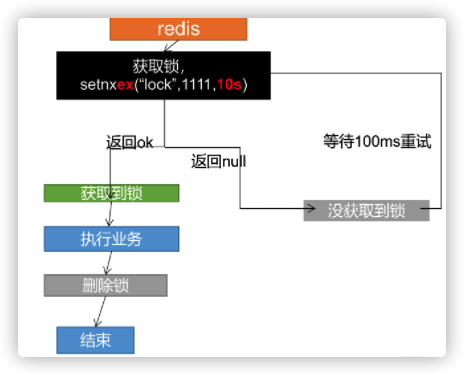 redis
获取锁，
setnxex(“lock”,1111,10s)
返回ok
返回null
等待100ms重试
获取到锁
没获取到锁
执行业务
删除锁
结束